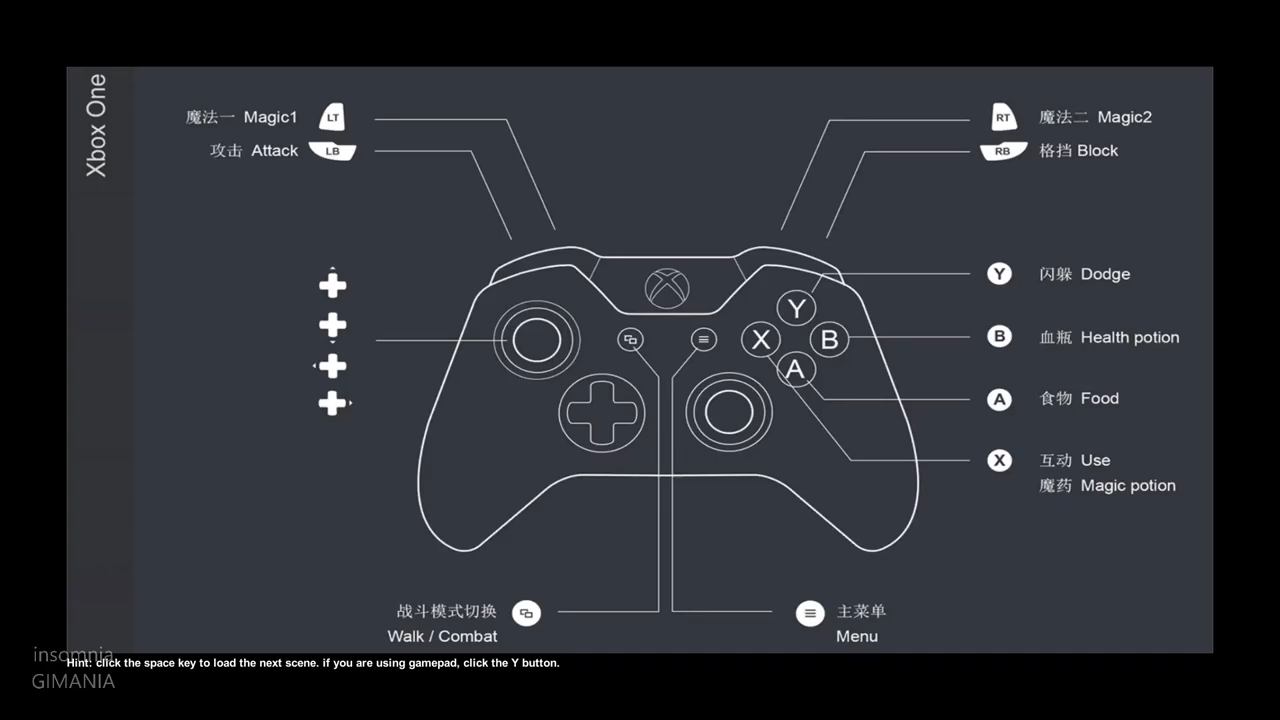 Xbox One
魔法一 Magic1 LT
攻击 Attack LB
RT 魔法二 Magic2
RB 格挡 Block
Y 闪躲 Dodge
B 血瓶 Health potion
A 食物 Food
X 互动 Use
魔药 Magic potion
Y
X
B
A
战斗模式切换
Walk / Combat
主菜单
Menu
insomnia
Hint: click the space key to load the next scene. if you are using gamepad, click the Y button.
GIMANIA